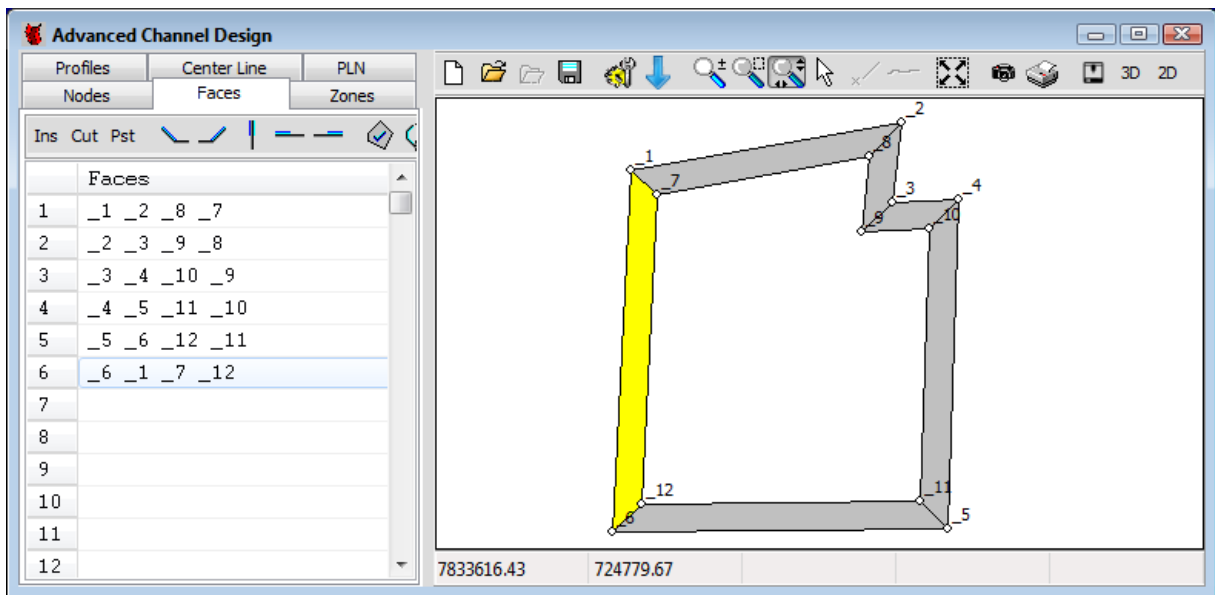 Advanced Channel Design
Profiles Center Line PLN
Nodes Faces Zones
Ins Cut Pst
3D 2D
Faces
1 _1 _2 _8 _7
2 _2 _3 _9 _8
3 _3 _4 _10 _9
4 _4 _5 _11 _10
5 _5 _6 _12 _11
6 _6 _1 _7 _12
7
8
9
10
11
12
_2
_8
_1
_7
_3
_4
_9
_10
_12
_11
_6
_5
7833616.43 724779.67